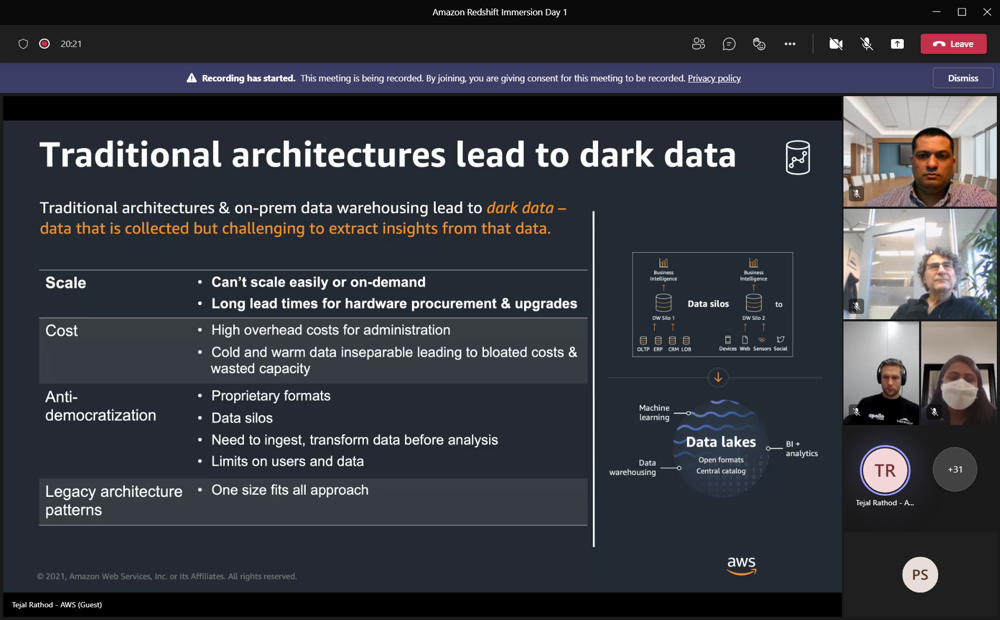 Amazon Redshift Immersion Day 1
20:21
Leave
Recording has started. This meeting is being recorded. By joining, you are giving consent for this meeting to be recorded. Privacy policy
Dismiss
Traditional architectures lead to dark data
Traditional architectures & on-prem data warehousing lead to dark data –
data that is collected but challenging to extract insights from that data.
Scale
• Can't scale easily or on-demand
• Long lead times for hardware procurement & upgrades
Cost
• High overhead costs for administration
• Cold and warm data inseparable leading to bloated costs &
wasted capacity
Anti-
democratization
• Proprietary formats
• Data silos
• Need to ingest, transform data before analysis
• Limits on users and data
Legacy architecture
patterns
• One size fits all approach
Business
Intelligence
Business
Intelligence
Data silos
to
DW Silo 1
DW Silo 2
OLTP ERP CRM LOB
Devices Web Sensors Social
Machine
learning
Data lakes
Open formats
Central catalog
BI +
analytics
Data
warehousing
© 2021, Amazon Web Services, Inc. or its Affiliates. All rights reserved.
aws
Tejal Rathod - AWS (Guest)
apollo
TR
Tejal Rathod - A...
+31
PS